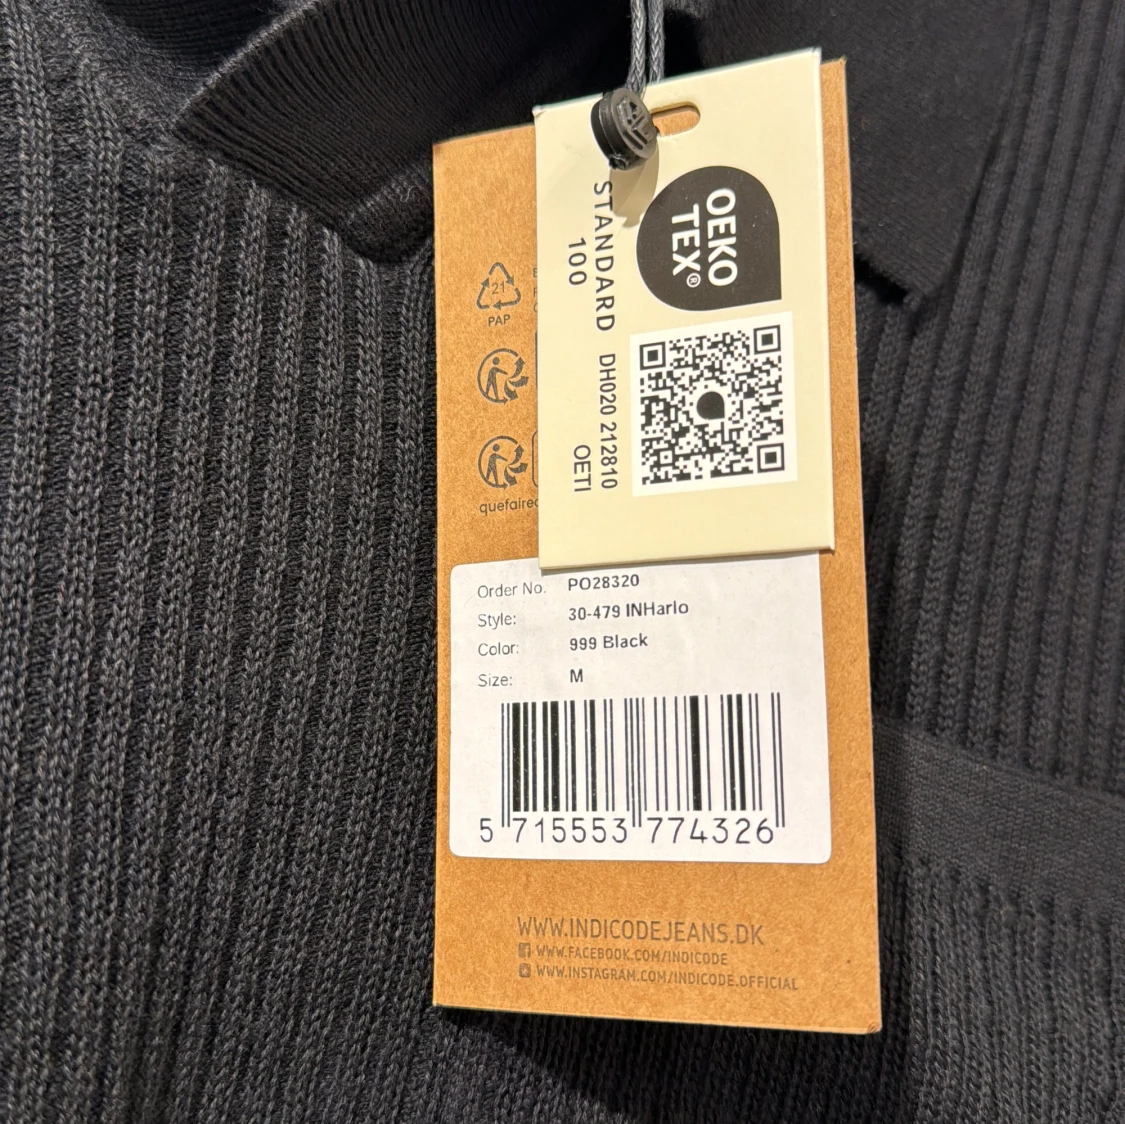 OEKO
TEX®
STANDARD
100
DH020 212810
OETI
21
PAP
Order No. PO28320
Style: 30-479 INHarlo
Color: 999 Black
Size: M
5 715553 774326
WWW.INDICODEJEANS.DK
WWW.FACEBOOK.COM/INDICODE
WWW.INSTAGRAM.COM/INDICODE.OFFICIAL